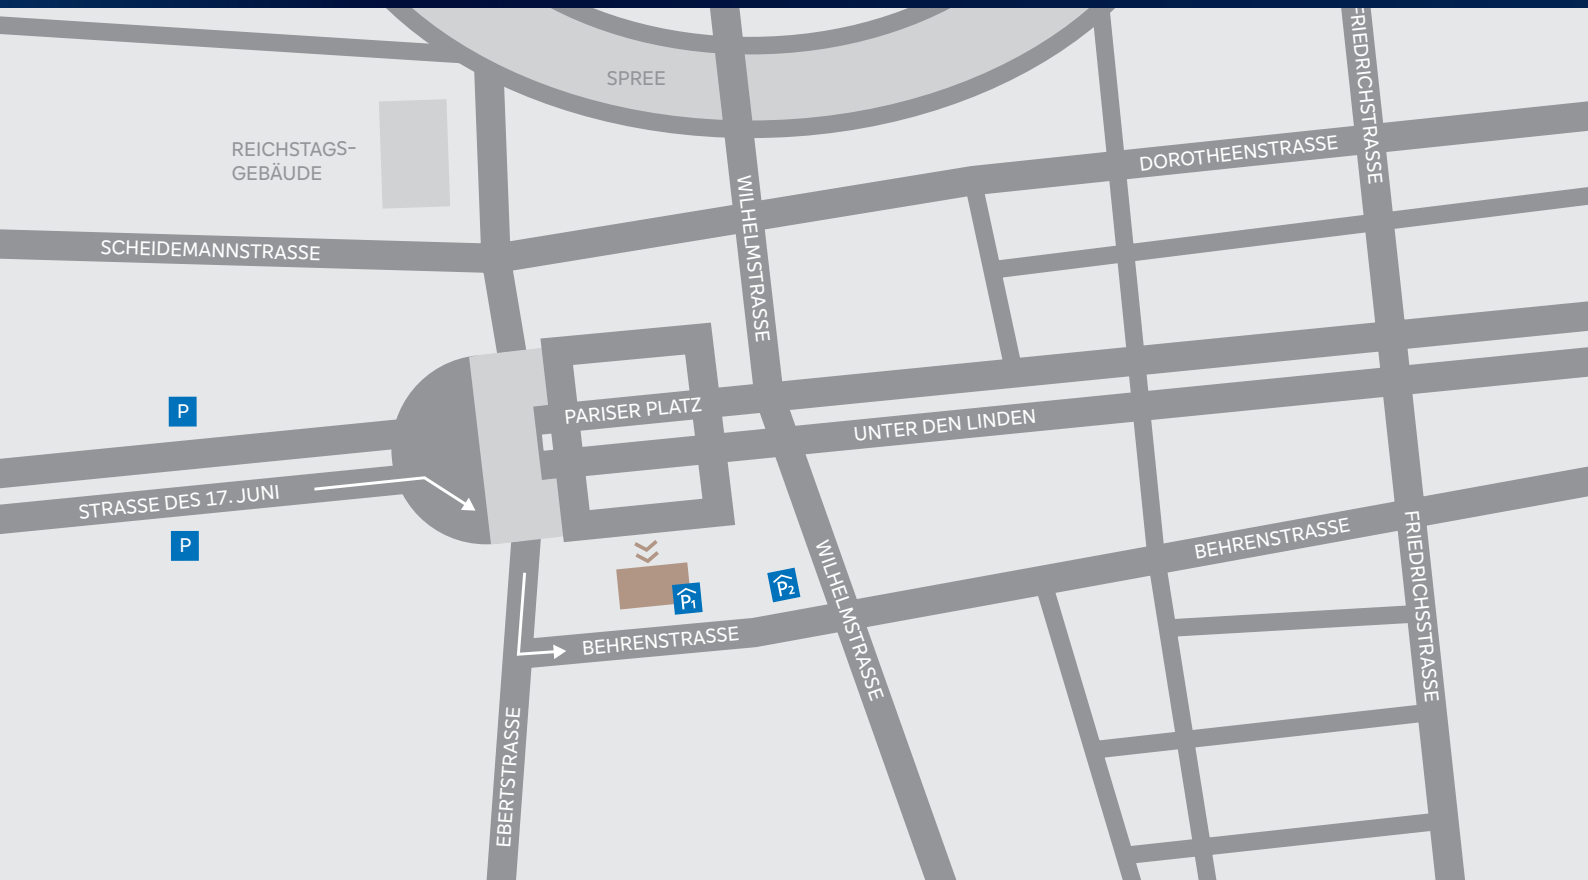 FRIEDRICHSTRASSE
SPREE
REICHSTAGS-
GEBÄUDE
DOROTHEENSTRASSE
WILHELMSTRASSE
SCHEIDEMANNSTRASSE
P
PARISER PLATZ
UNTER DEN LINDEN
STRASSE DES 17. JUNI
P
BEHRENSTRASSE
P1
P2
WILHELMSTRASSE
BEHRENSTRASSE
FRIEDRICHSSTRASSE
EBERTSTRASSE